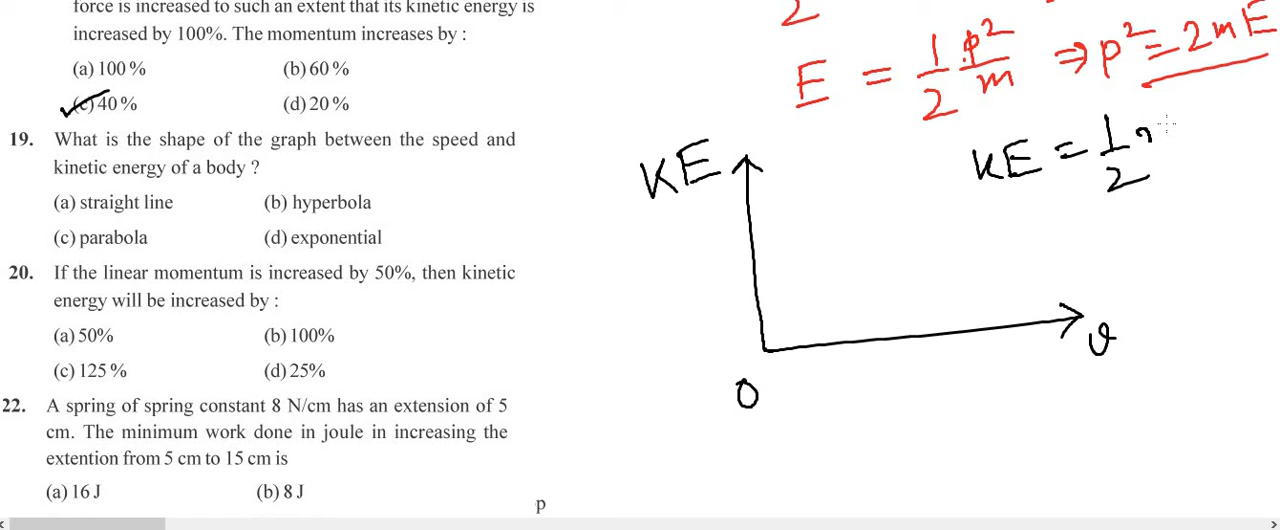 force is increased to such an extent that its kinetic energy is
increased by 100%. The momentum increases by :
(a) 100 % (b) 60 %
(c) 40 % (d) 20 %
19. What is the shape of the graph between the speed and
kinetic energy of a body ?
(a) straight line (b) hyperbola
(c) parabola (d) exponential
20. If the linear momentum is increased by 50%, then kinetic
energy will be increased by :
(a) 50% (b) 100%
(c) 125 % (d) 25%
22. A spring of spring constant 8 N/cm has an extension of 5
cm. The minimum work done in joule in increasing the
extention from 5 cm to 15 cm is
(a) 16 J (b) 8 J
p
2
E = 1/2 p²/m ⇒ p² = 2mE
KE = 1/2
KE
0
v